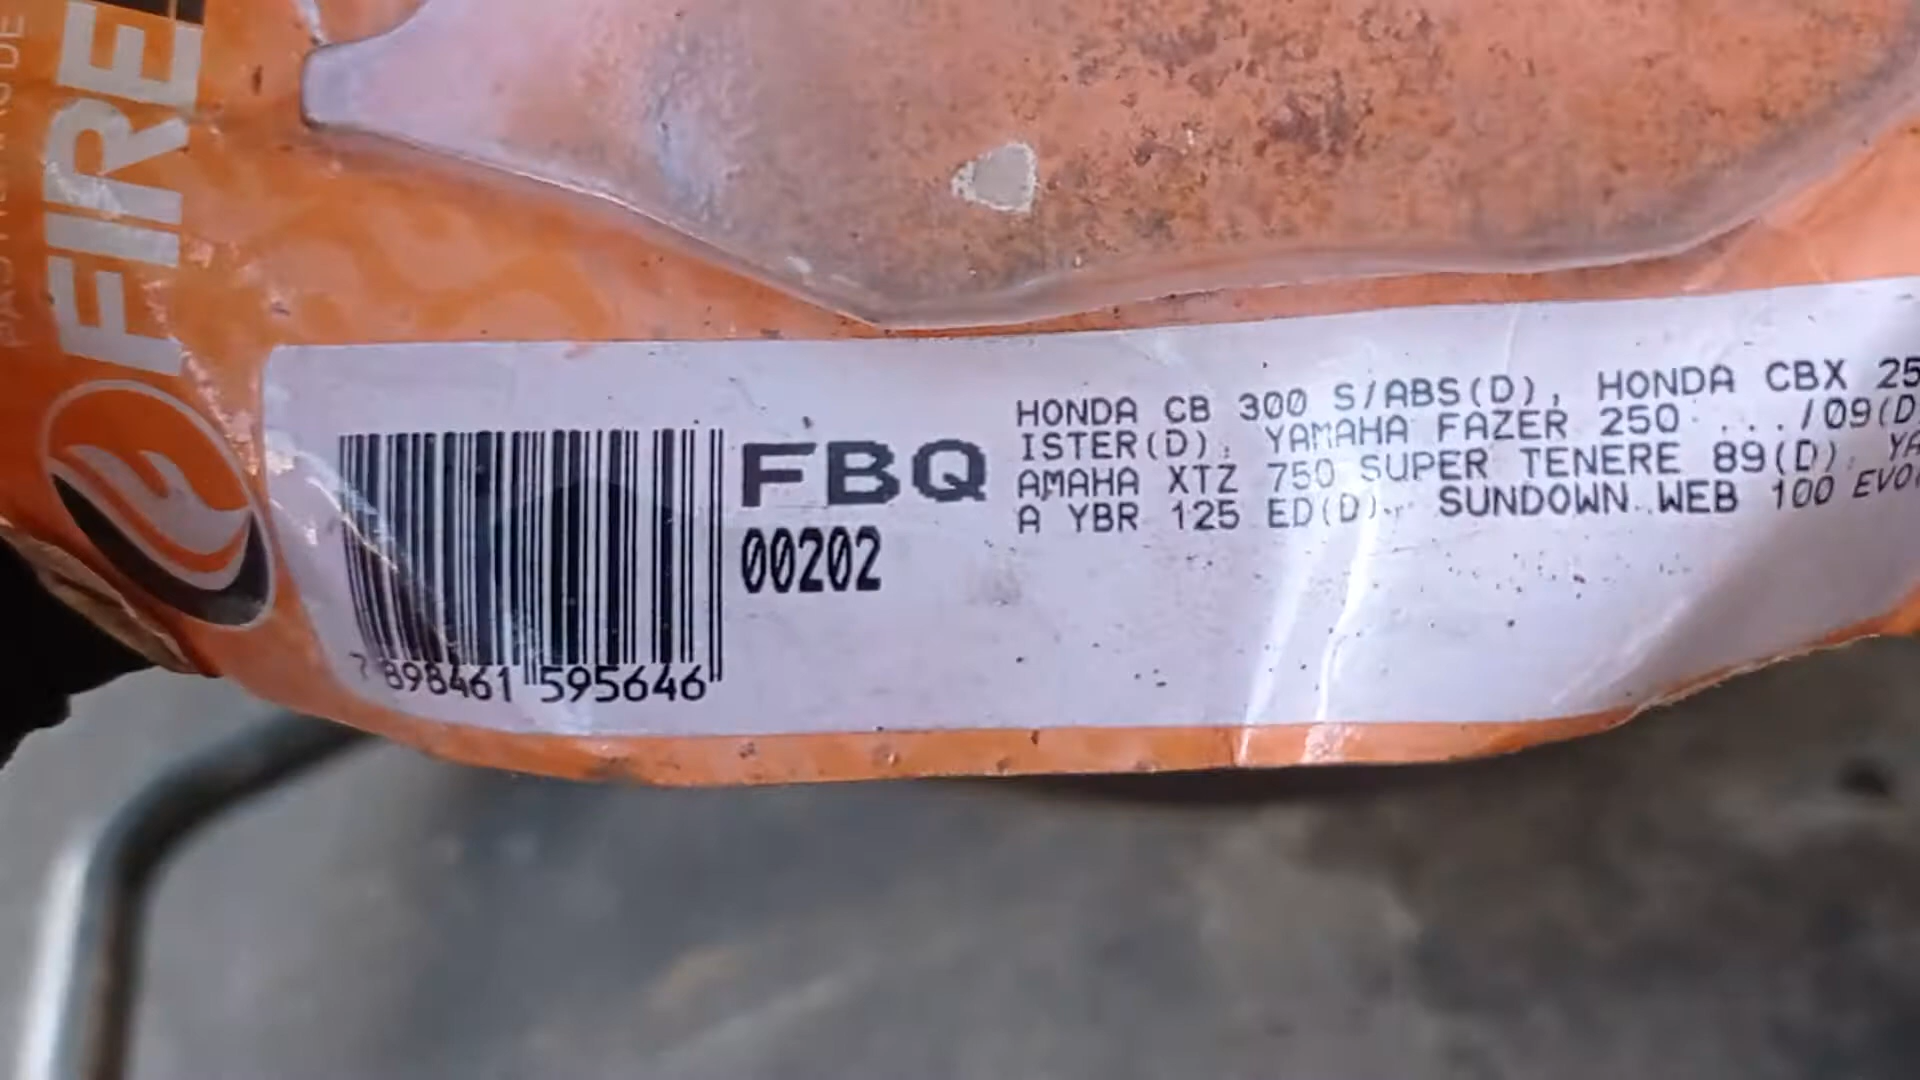 FIRE
HONDA CB 300 S/ABS(D), HONDA CBX 25
ISTER(D), YAMAHA FAZER 250 .../09(D
AMAHA XTZ 750 SUPER TENERE 89(D), YA
A YBR 125 ED(D), SUNDOWN WEB 100 EVO
FBQ
00202
7 898461 595646